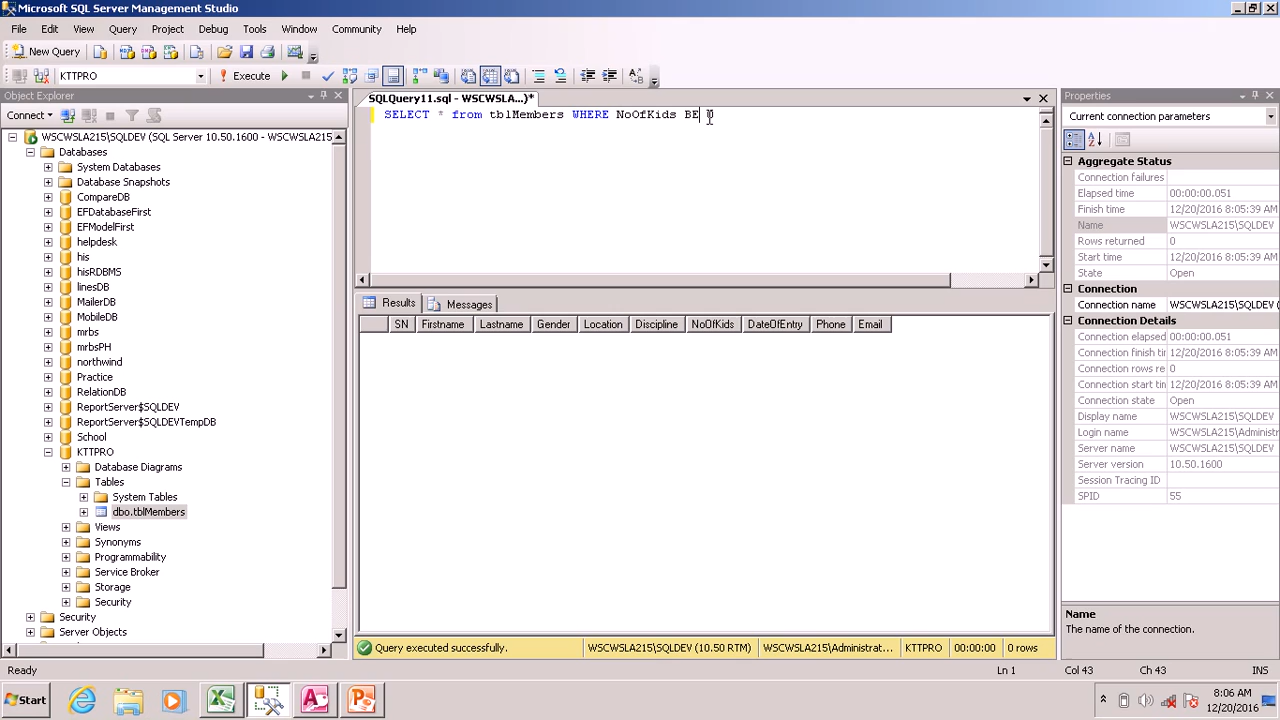 Microsoft SQL Server Management Studio
File Edit View Query Project Debug Tools Window Community Help
New Query
KTTPRO Execute
Object Explorer
Connect
WSCWSLA215\SQLDEV (SQL Server 10.50.1600 - WSCWSLA215
Databases
System Databases
Database Snapshots
CompareDB
EFDatabaseFirst
EFModelFirst
helpdesk
his
hisRDBMS
linesDB
MailerDB
MobileDB
mrbs
mrbsPH
northwind
Practice
RelationDB
ReportServer$SQLDEV
ReportServer$SQLDEVTempDB
School
KTTPRO
Database Diagrams
Tables
System Tables
dbo.tblMembers
Views
Synonyms
Programmability
Service Broker
Storage
Security
Security
Server Objects
SQLQuery11.sql - WSCWSLA...)*
SELECT * from tblMembers WHERE NoOfKids BE
Results Messages
SN Firstname Lastname Gender Location Discipline NoOfKids DateOfEntry Phone Email
Query executed successfully. WSCWSLA215\SQLDEV (10.50 RTM) WSCWSLA215\Administrat... KTTPRO 00:00:00 0 rows
Properties
Current connection parameters
Aggregate Status
Connection failures
Elapsed time 00:00:00.051
Finish time 12/20/2016 8:05:39 AM
Name WSCWSLA215\SQLDEV
Rows returned 0
Start time 12/20/2016 8:05:39 AM
State Open
Connection
Connection name WSCWSLA215\SQLDEV (
Connection Details
Connection elapsed 00:00:00.051
Connection finish tin 12/20/2016 8:05:39 AM
Connection rows re 0
Connection start tin 12/20/2016 8:05:39 AM
Connection state Open
Display name WSCWSLA215\SQLDEV
Login name WSCWSLA215\Administr
Server name WSCWSLA215\SQLDEV
Server version 10.50.1600
Session Tracing ID
SPID 55
Name
The name of the connection.
Ready Ln 1 Col 43 Ch 43 INS
Start 8:06 AM
12/20/2016